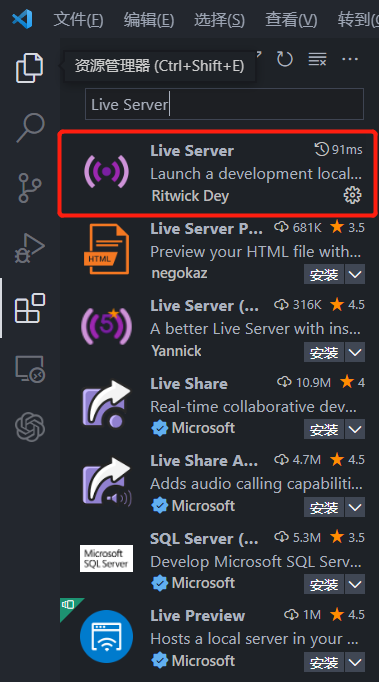 文件(F) 编辑(E) 选择(S) 查看(V) 转到(
资源管理器 (Ctrl+Shift+E)
Live Server
Live Server 91ms
Launch a development local...
Ritwick Dey
Live Server P... 681K 3.5
Preview your HTML file with...
negokaz 安装
HTML
Live Server (... 316K 4.5
A better Live Server with ins...
Yannick 安装
5
Live Share 10.9M 4
Real-time collaborative dev...
Microsoft 安装
Live Share A... 4.7M 4.5
Adds audio calling capabiliti...
Microsoft 安装
SQL Server (... 5.3M 3.5
Develop Microsoft SQL Serv...
Microsoft 安装
Microsoft
SQL Server
Live Preview 1M 4.5
Hosts a local server in your ...
Microsoft 安装